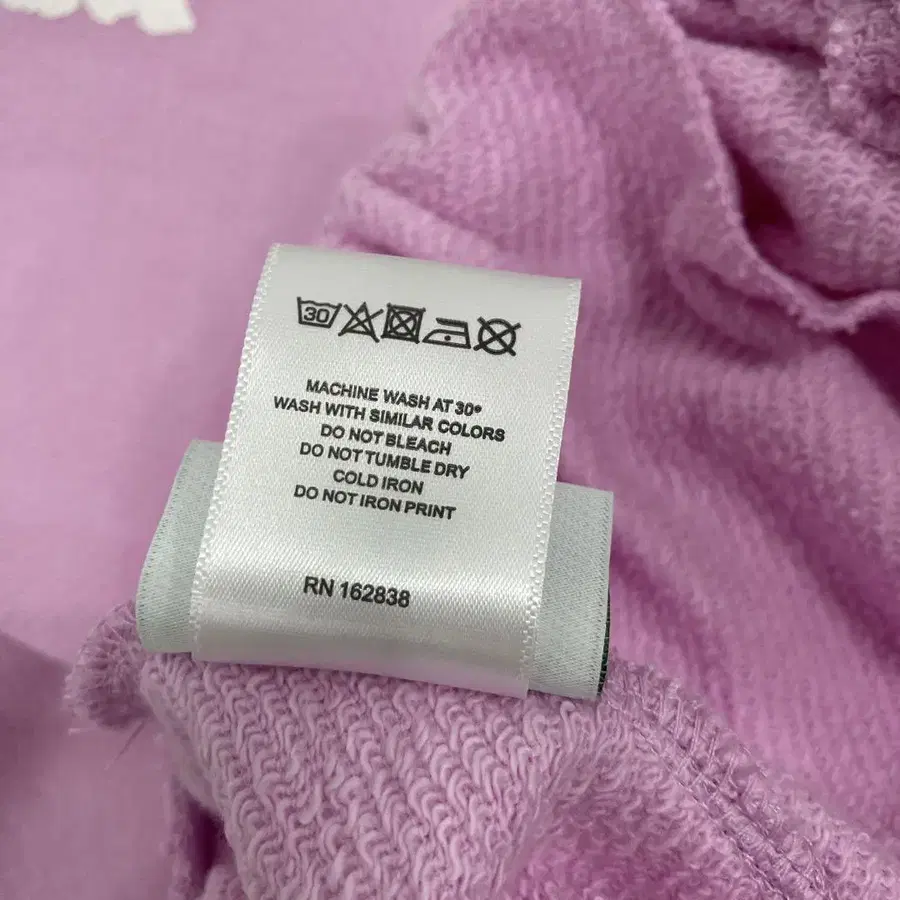 30
MACHINE WASH AT 30°
WASH WITH SIMILAR COLORS
DO NOT BLEACH
DO NOT TUMBLE DRY
COLD IRON
DO NOT IRON PRINT
RN 162838